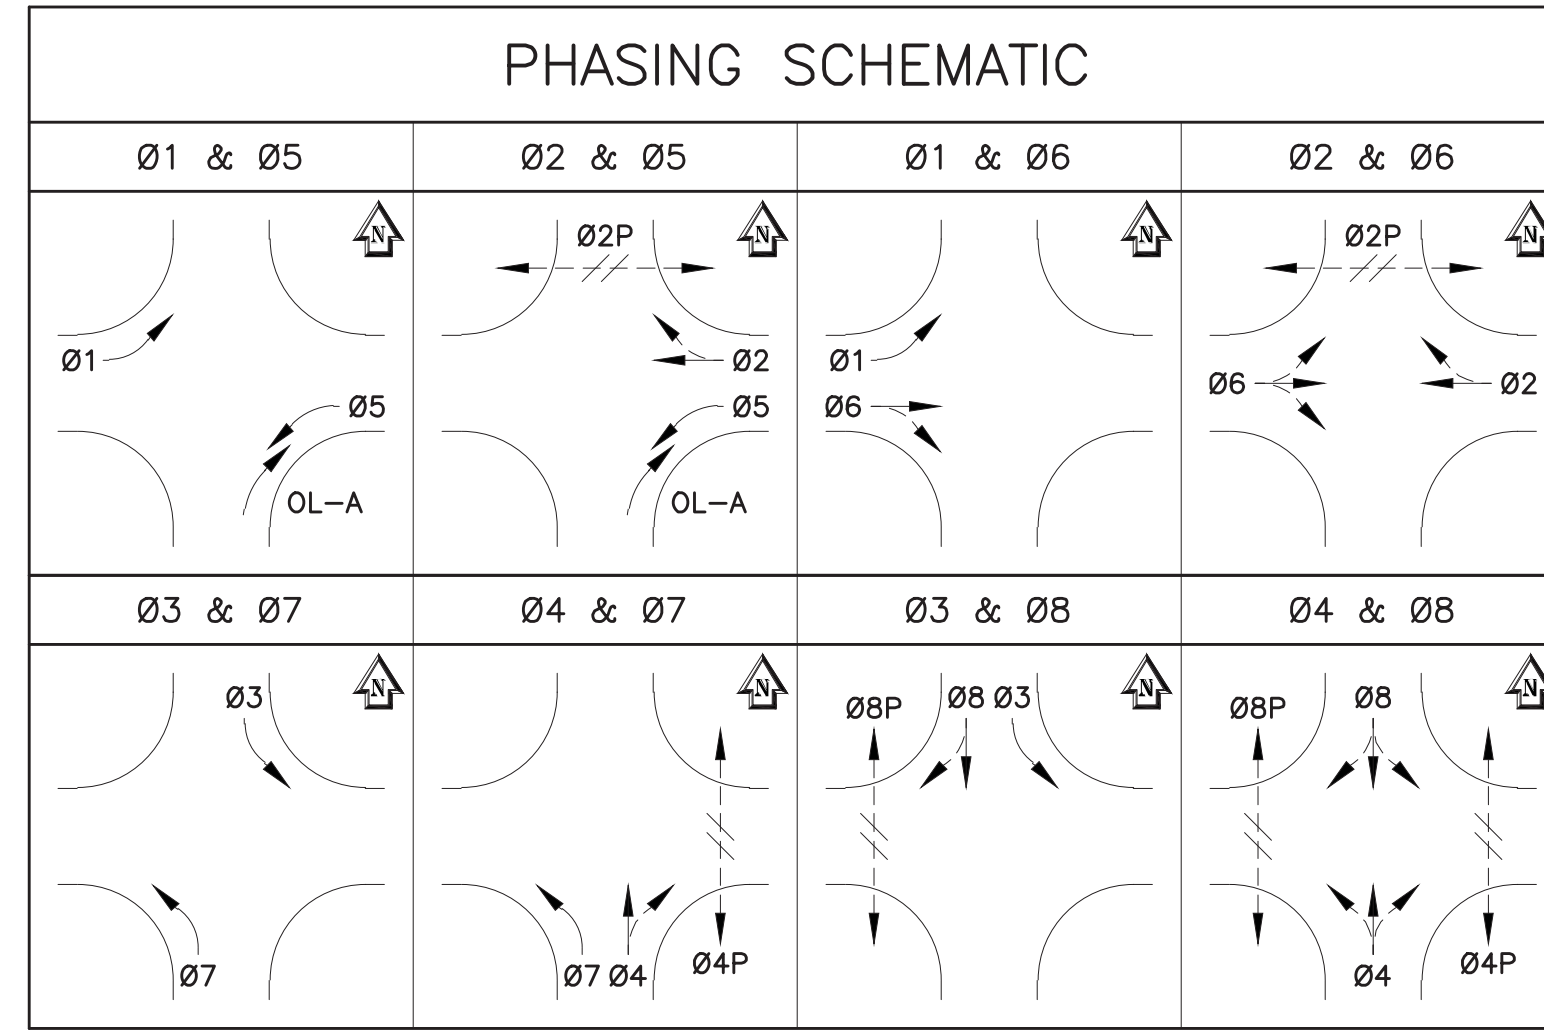 PHASING SCHEMATIC
Ø1 & Ø5
Ø2 & Ø5
Ø1 & Ø6
Ø2 & Ø6
N
Ø1
Ø5
OL-A
N
Ø2P
Ø2
Ø5
OL-A
N
Ø1
Ø6
N
Ø2P
Ø6
Ø2
Ø3 & Ø7
Ø4 & Ø7
Ø3 & Ø8
Ø4 & Ø8
N
Ø3
Ø7
N
Ø7 Ø4 Ø4P
N
Ø8P Ø8 Ø3
N
Ø8P Ø8
Ø4 Ø4P